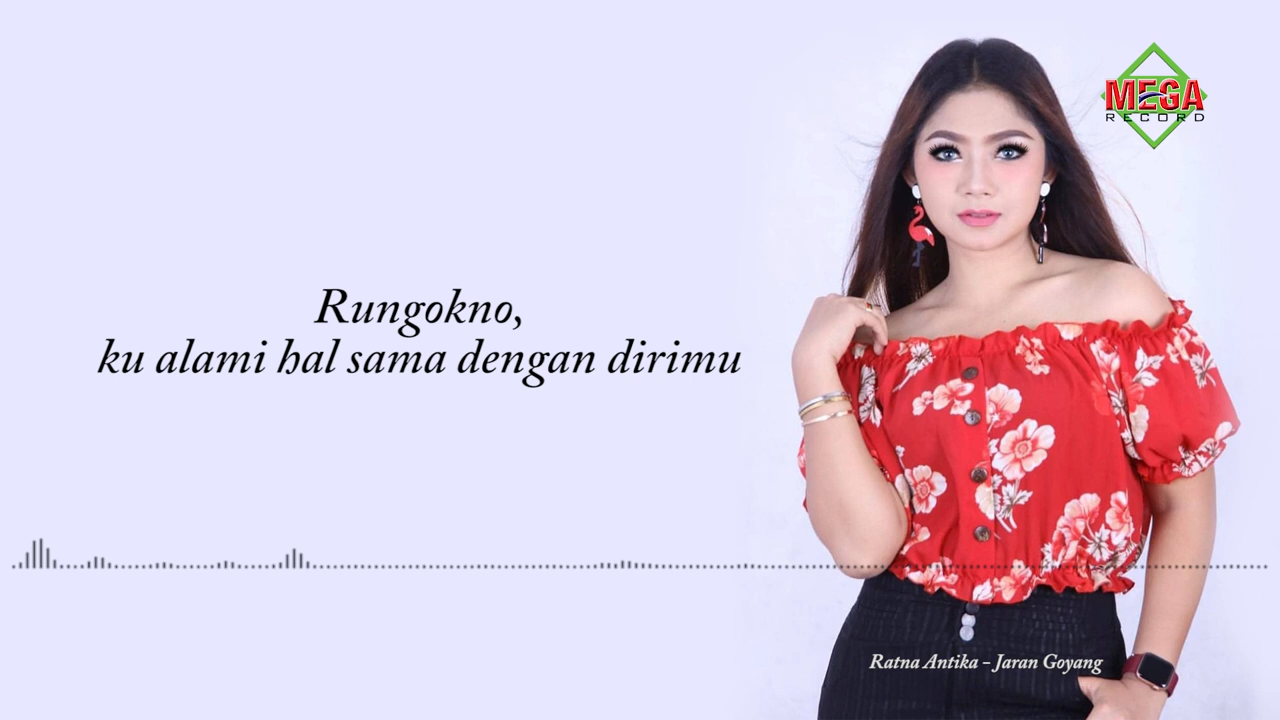 MEGA
RECORD
Rungokno,
ku alami hal sama dengan dirimu
Ratna Antika - Jaran Goyang